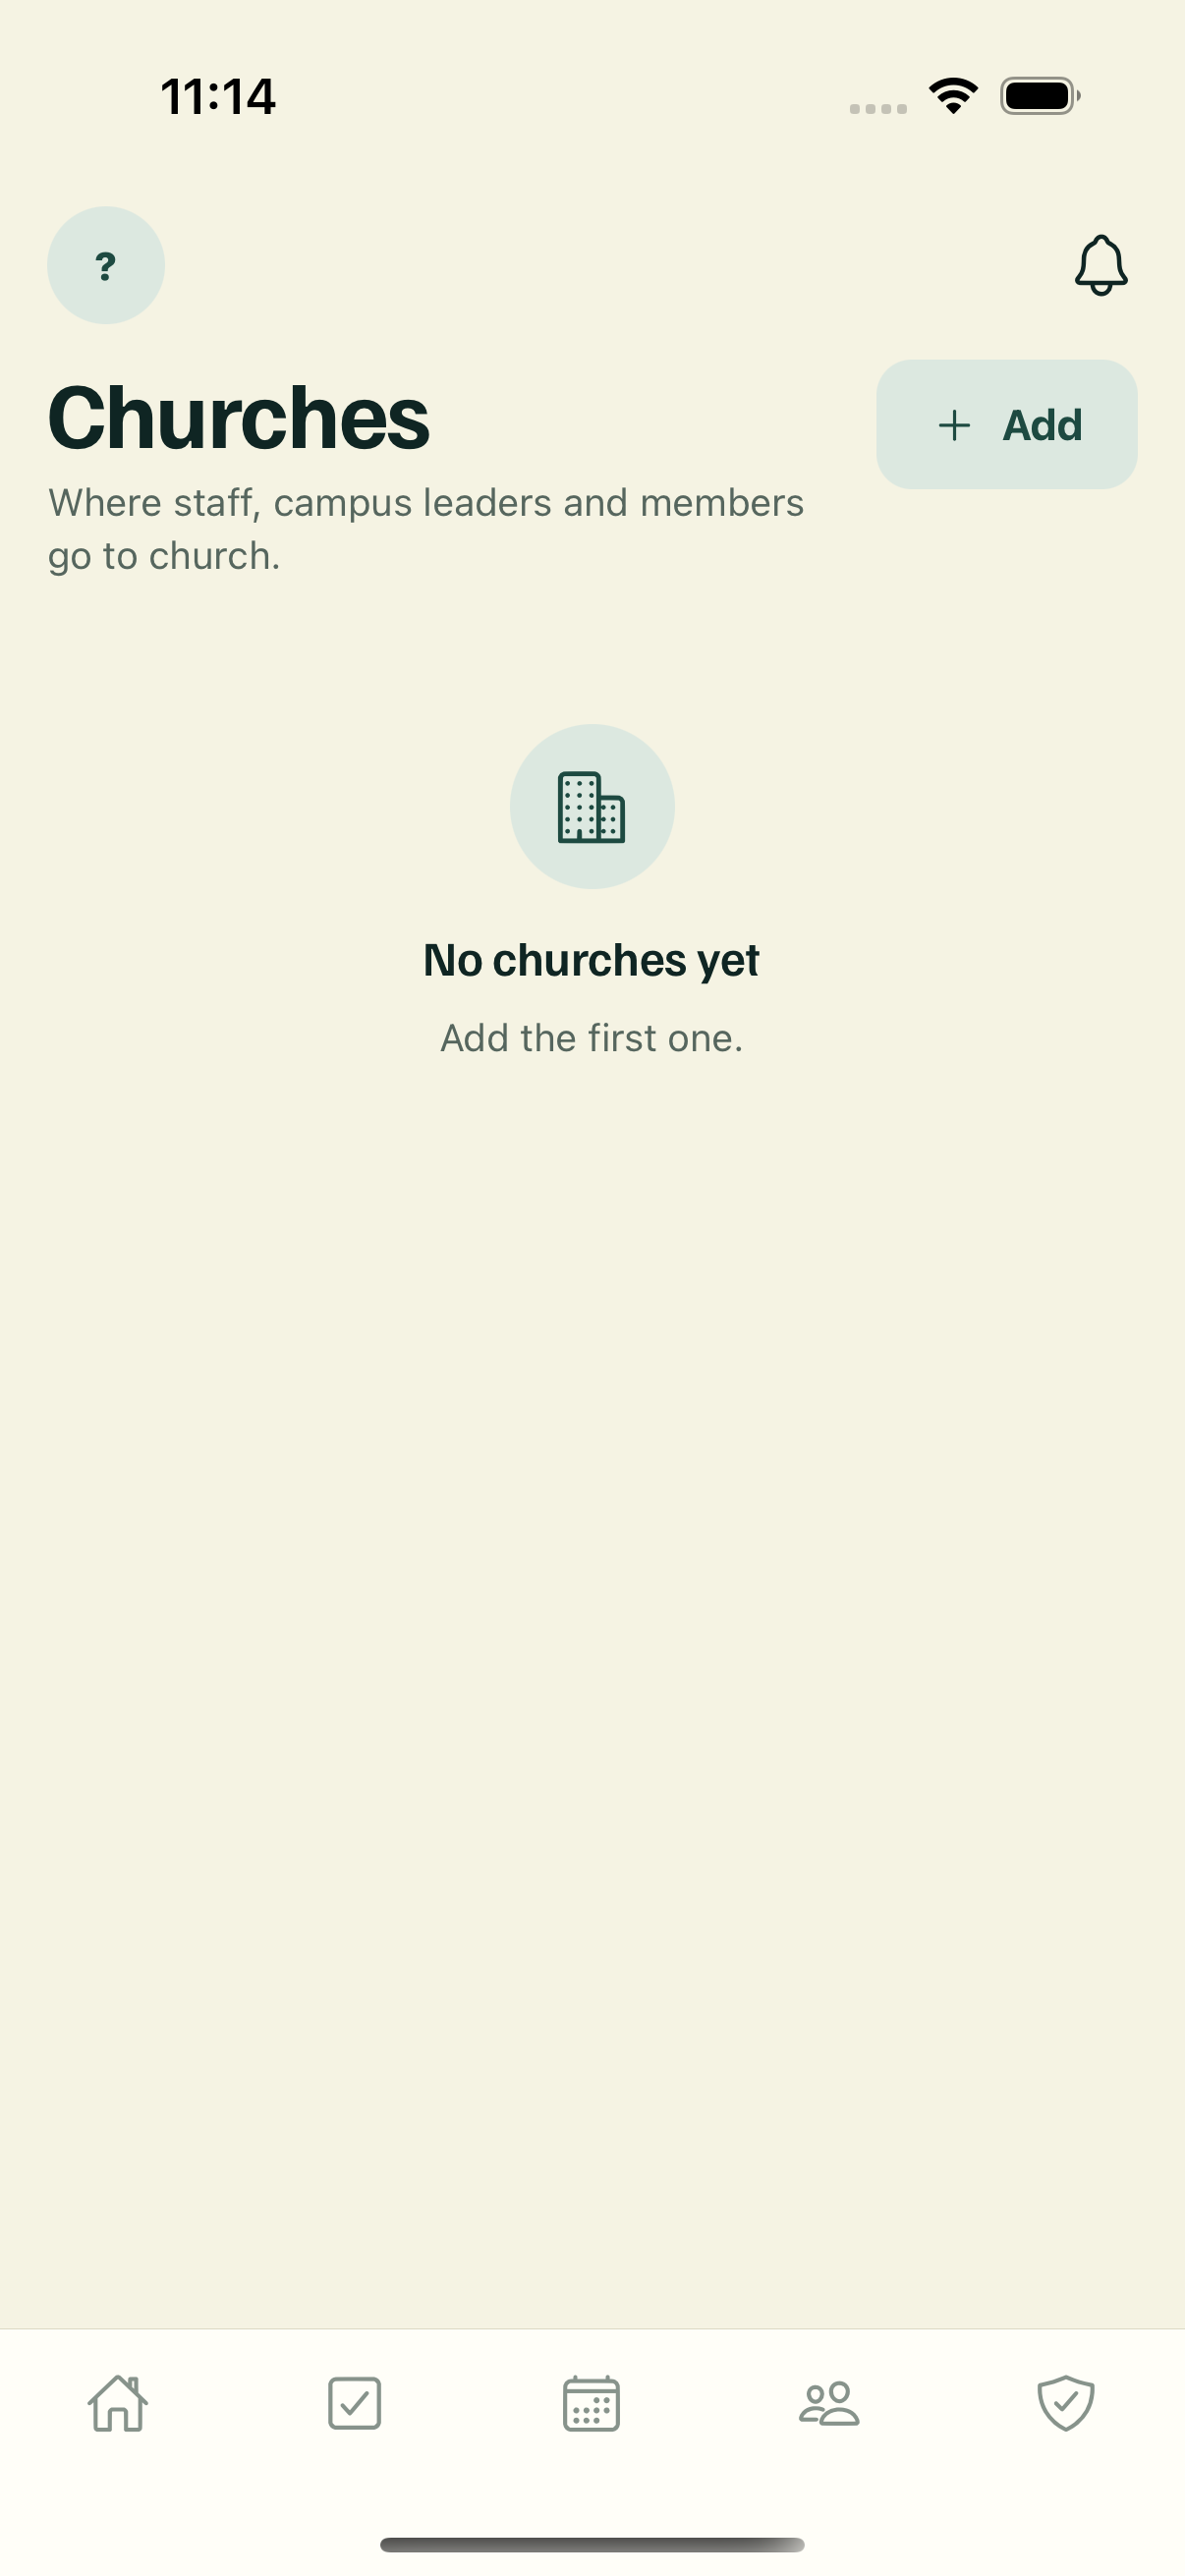 11:14
?
Churches
+ Add
Where staff, campus leaders and members
go to church.
No churches yet
Add the first one.